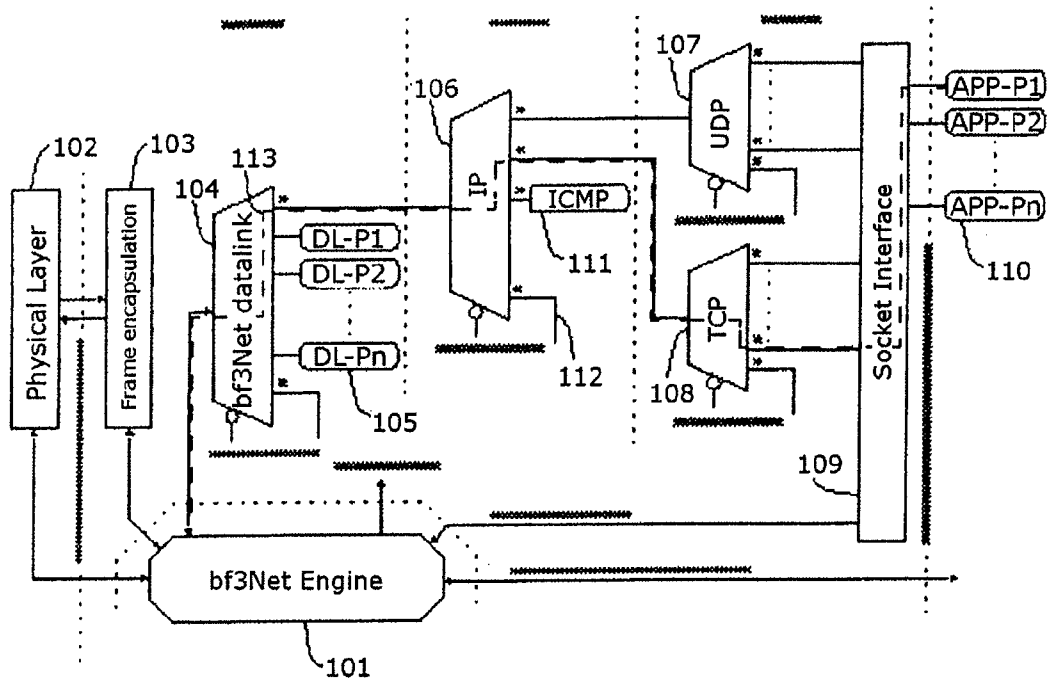 102
103
104
113
106
107
Physical Layer
Frame encapsulation
bf3Net datalink
*
DL-P1
DL-P2
DL-Pn
*
105
IP
*
*
*
ICMP
111
*
112
UDP
*
*
*
TCP
108
*
*
*
Socket Interface
109
APP-P1
APP-P2
APP-Pn
110
bf3Net Engine
101